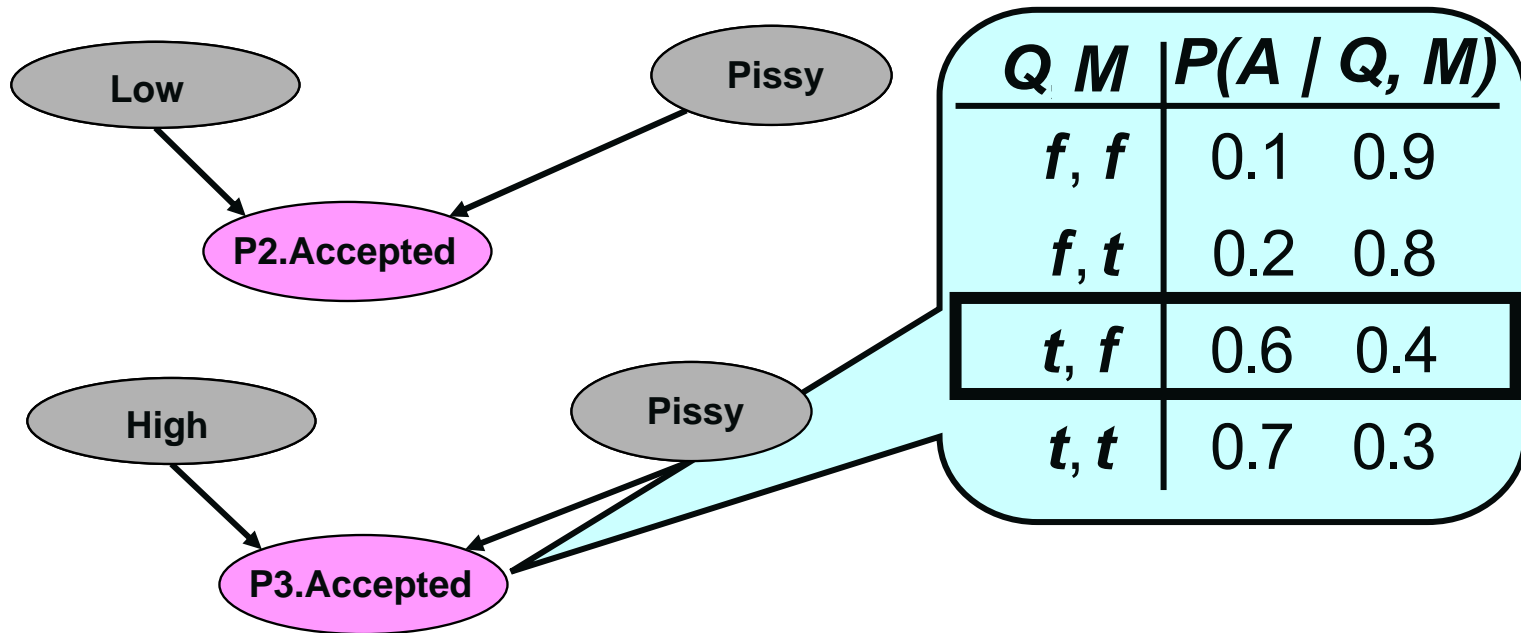 Low
Pissy
P2.Accepted
High
Pissy
P3.Accepted
Q, M P(A | Q, M)
f, f 0.1 0.9
f, t 0.2 0.8
t, f 0.6 0.4
t, t 0.7 0.3